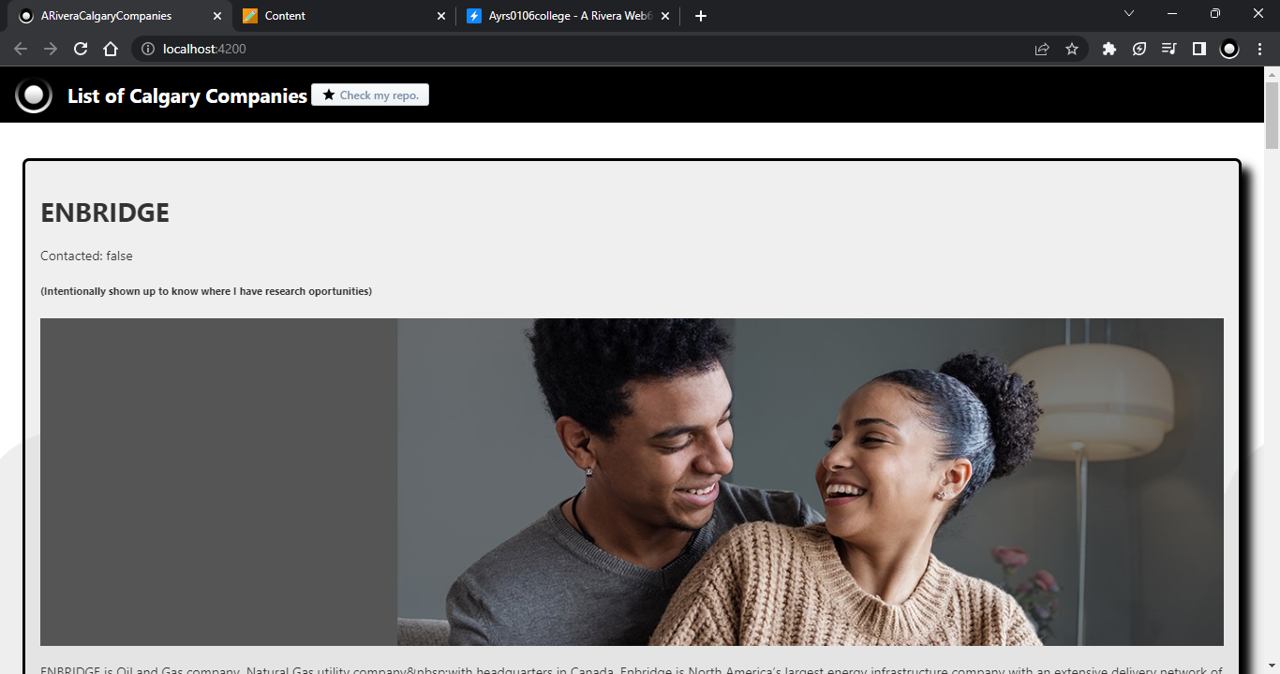 ARiveraCalgaryCompanies
Content
Ayrs0106college - A Rivera Web
localhost:4200
List of Calgary Companies
Check my repo.
ENBRIDGE
Contacted: false
(Intentionally shown up to know where I have research oportunities)
ENBRIDGE is Oil and Gas company, Natural Gas utility company&nbsp;with headquarters in Canada. Enbridge is North America's largest energy infrastructure company with an extensive delivery network of